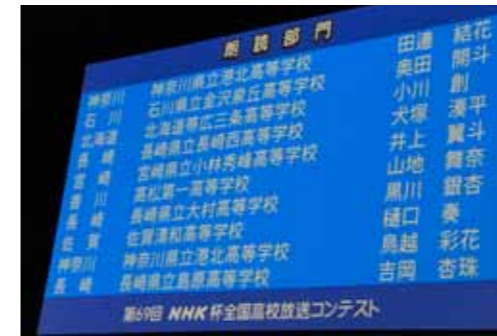 朗読部門
神奈川 神奈川県立港北高等学校 田邊 結花
石川 石川県立金沢泉丘高等学校 奥田 開斗
北海道 北海道帯広三条高等学校 小川 創
長崎 長崎県立長崎西高等学校 犬塚 湊平
宮崎 宮崎県立小林秀峰高等学校 井上 翼斗
香川 高松第一高等学校 山地 舞奈
長崎 長崎県立大村高等学校 黒川 銀杏
佐賀 佐賀清和高等学校 樋口 奏
神奈川 神奈川県立港北高等学校 鳥越 彩花
長崎 長崎県立島原高等学校 吉岡 杏珠
第69回 NHK杯全国高校放送コンテスト